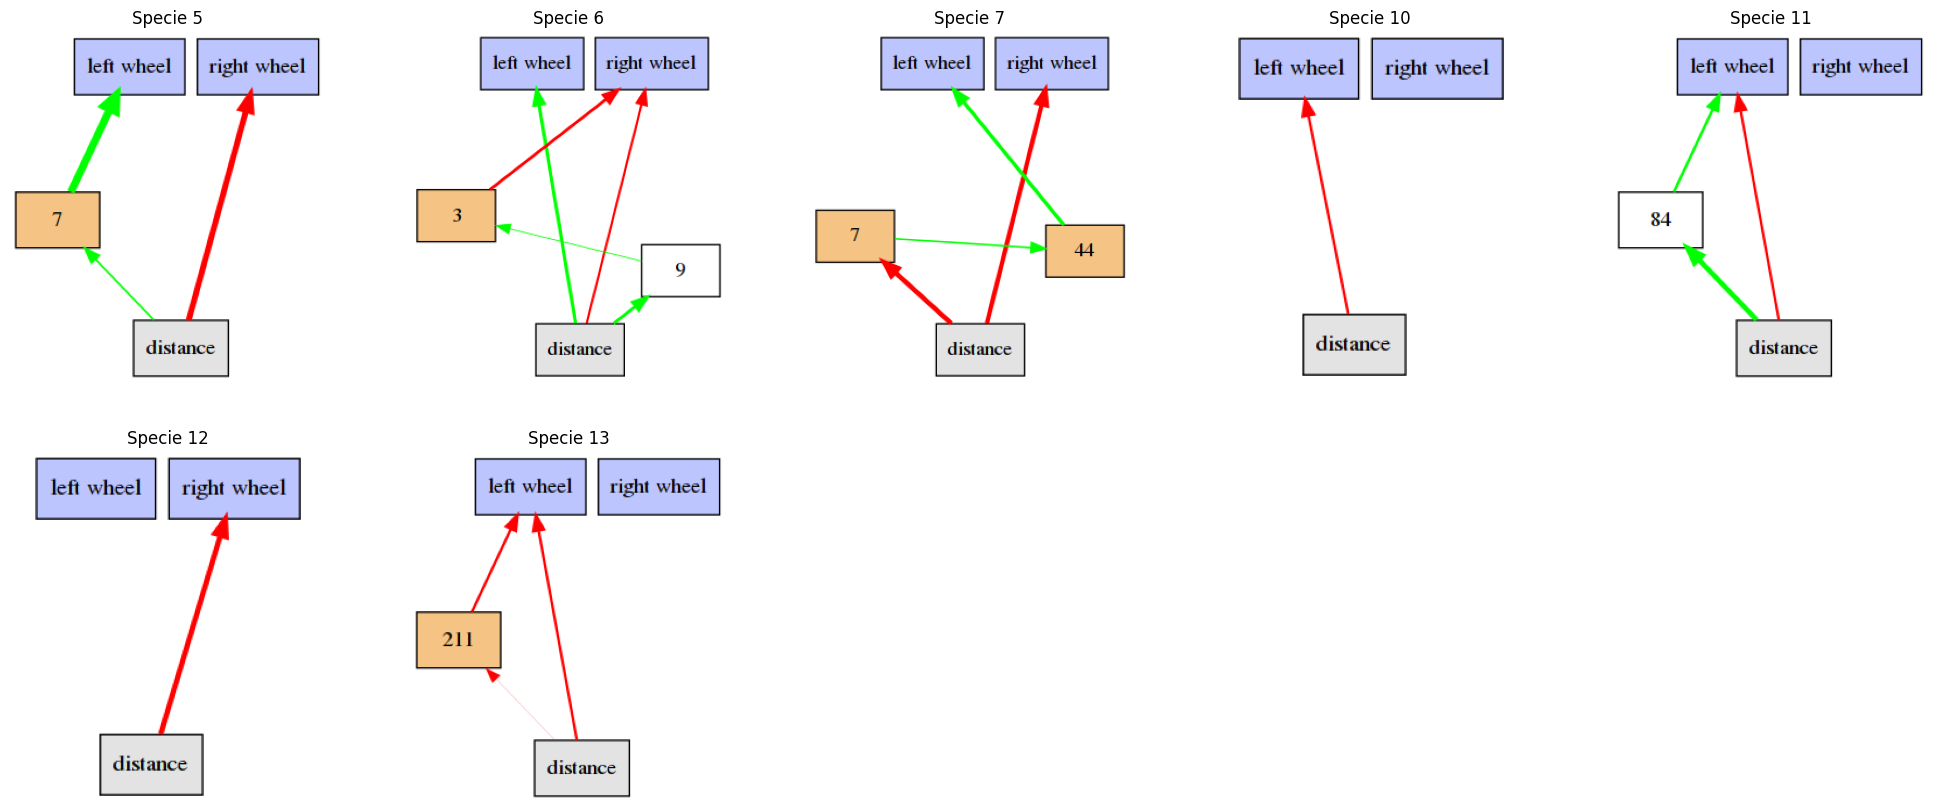 Specie 5
left wheel
right wheel
7
distance
Specie 6
left wheel
right wheel
3
9
distance
Specie 7
left wheel
right wheel
7
44
distance
Specie 10
left wheel
right wheel
distance
Specie 11
left wheel
right wheel
84
distance
Specie 12
left wheel
right wheel
distance
Specie 13
left wheel
right wheel
211
distance